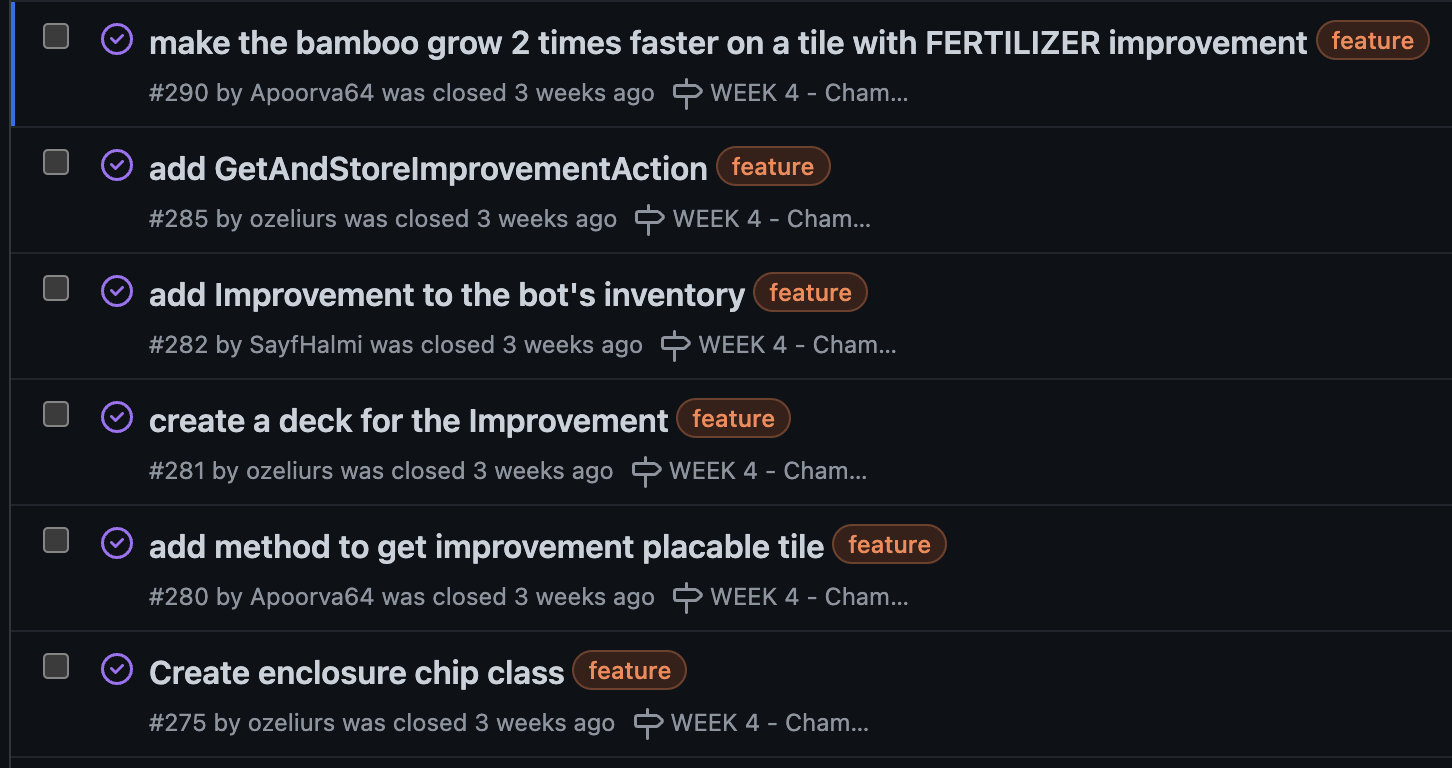 make the bamboo grow 2 times faster on a tile with FERTILIZER improvement feature
#290 by Apoorva64 was closed 3 weeks ago WEEK 4 - Cham...
add GetAndStoreImprovementAction feature
#285 by ozeliurs was closed 3 weeks ago WEEK 4 - Cham...
add Improvement to the bot's inventory feature
#282 by SayfHalmi was closed 3 weeks ago WEEK 4 - Cham...
create a deck for the Improvement feature
#281 by ozeliurs was closed 3 weeks ago WEEK 4 - Cham...
add method to get improvement placable tile feature
#280 by Apoorva64 was closed 3 weeks ago WEEK 4 - Cham...
Create enclosure chip class feature
#275 by ozeliurs was closed 3 weeks ago WEEK 4 - Cham...